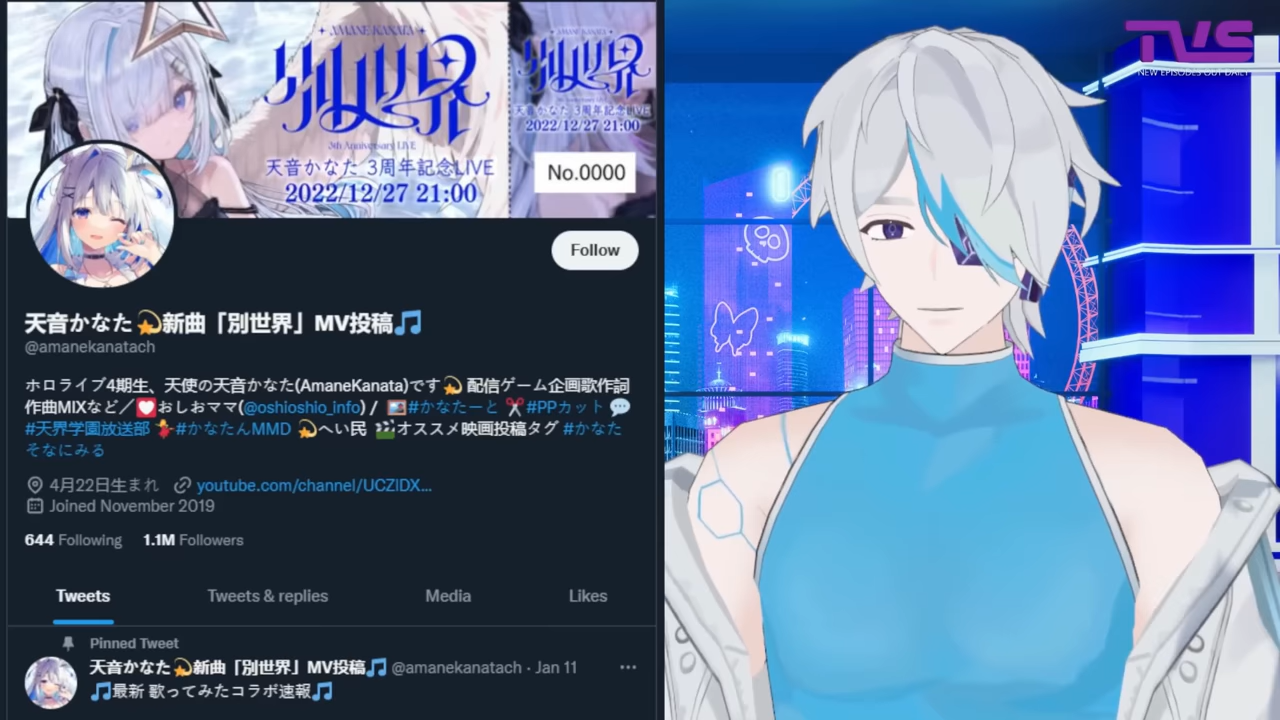 AMANE KANATA
別世界
3th Anniversary LIVE
天音かなた 3周年記念LIVE
2022/12/27 21:00
別世界
天音かなた 3周年記念LIVE
2022/12/27 21:00
No.0000
Follow
天音かなた💫新曲「別世界」MV投稿🎵
@amanekanatach
ホロライブ4期生、天使の天音かなた(AmaneKanata)です💫 配信ゲーム企画歌作詞
作曲MIXなど／💟おしおママ(@oshioshio_info) / 🖼#かなたーと ✂#PPカット 💬
#天界学園放送部 💃#かなたんMMD 💫へい民 🎬オススメ映画投稿タグ #かなた
そなにみる
4月22日生まれ youtube.com/channel/UCZIDX...
Joined November 2019
644 Following 1.1M Followers
Tweets Tweets & replies Media Likes
Pinned Tweet
天音かなた💫新曲「別世界」MV投稿🎵 @amanekanatach · Jan 11 ···
🎵最新 歌ってみたコラボ速報🎵
TVS
NEW EPISODES OUT DAILY